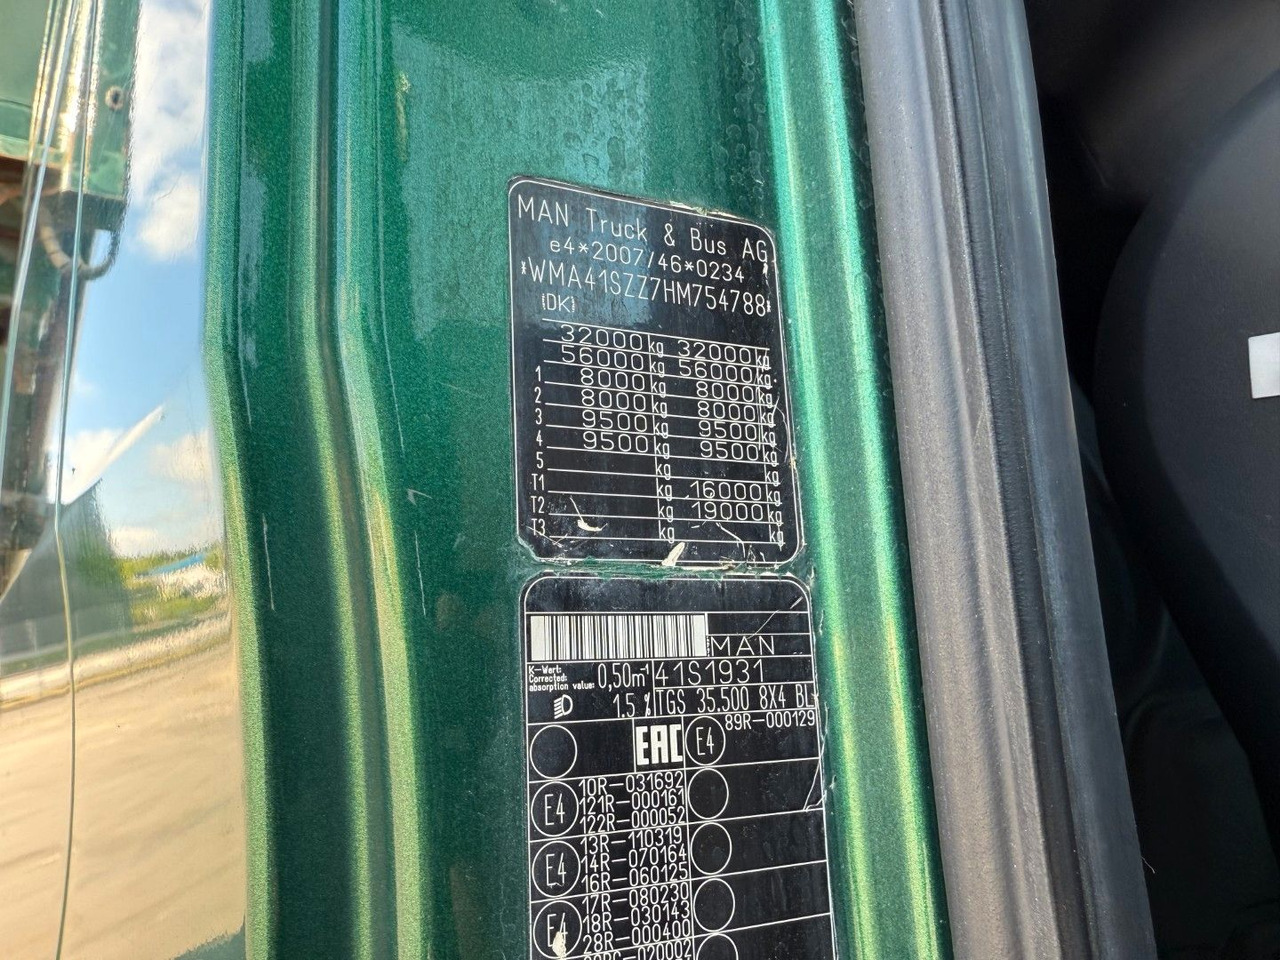 MAN Truck & Bus AG
e4*2007/46*0234
*WMA41SZZ7HM754788*
(DK)
32000 kg 32000 kg
56000 kg 56000 kg
1 8000 kg 8000 kg
2 8000 kg 8000 kg
3 9500 kg 9500 kg
4 9500 kg 9500 kg
5 kg kg
T1 kg 16000 kg
T2 kg 19000 kg
T3 kg kg
MAN
K-Wert:
Corrected
absorption value: 0,50m⁻¹ 41S1931
1.5 % TGS 35.500 8X4 BL
EAC E4 89R-000129
10R-031692
E4 121R-000161
122R-000052
13R-110319
E4 14R-070164
16R-060125
17R-080230
E4 18R-030143
28R-000400